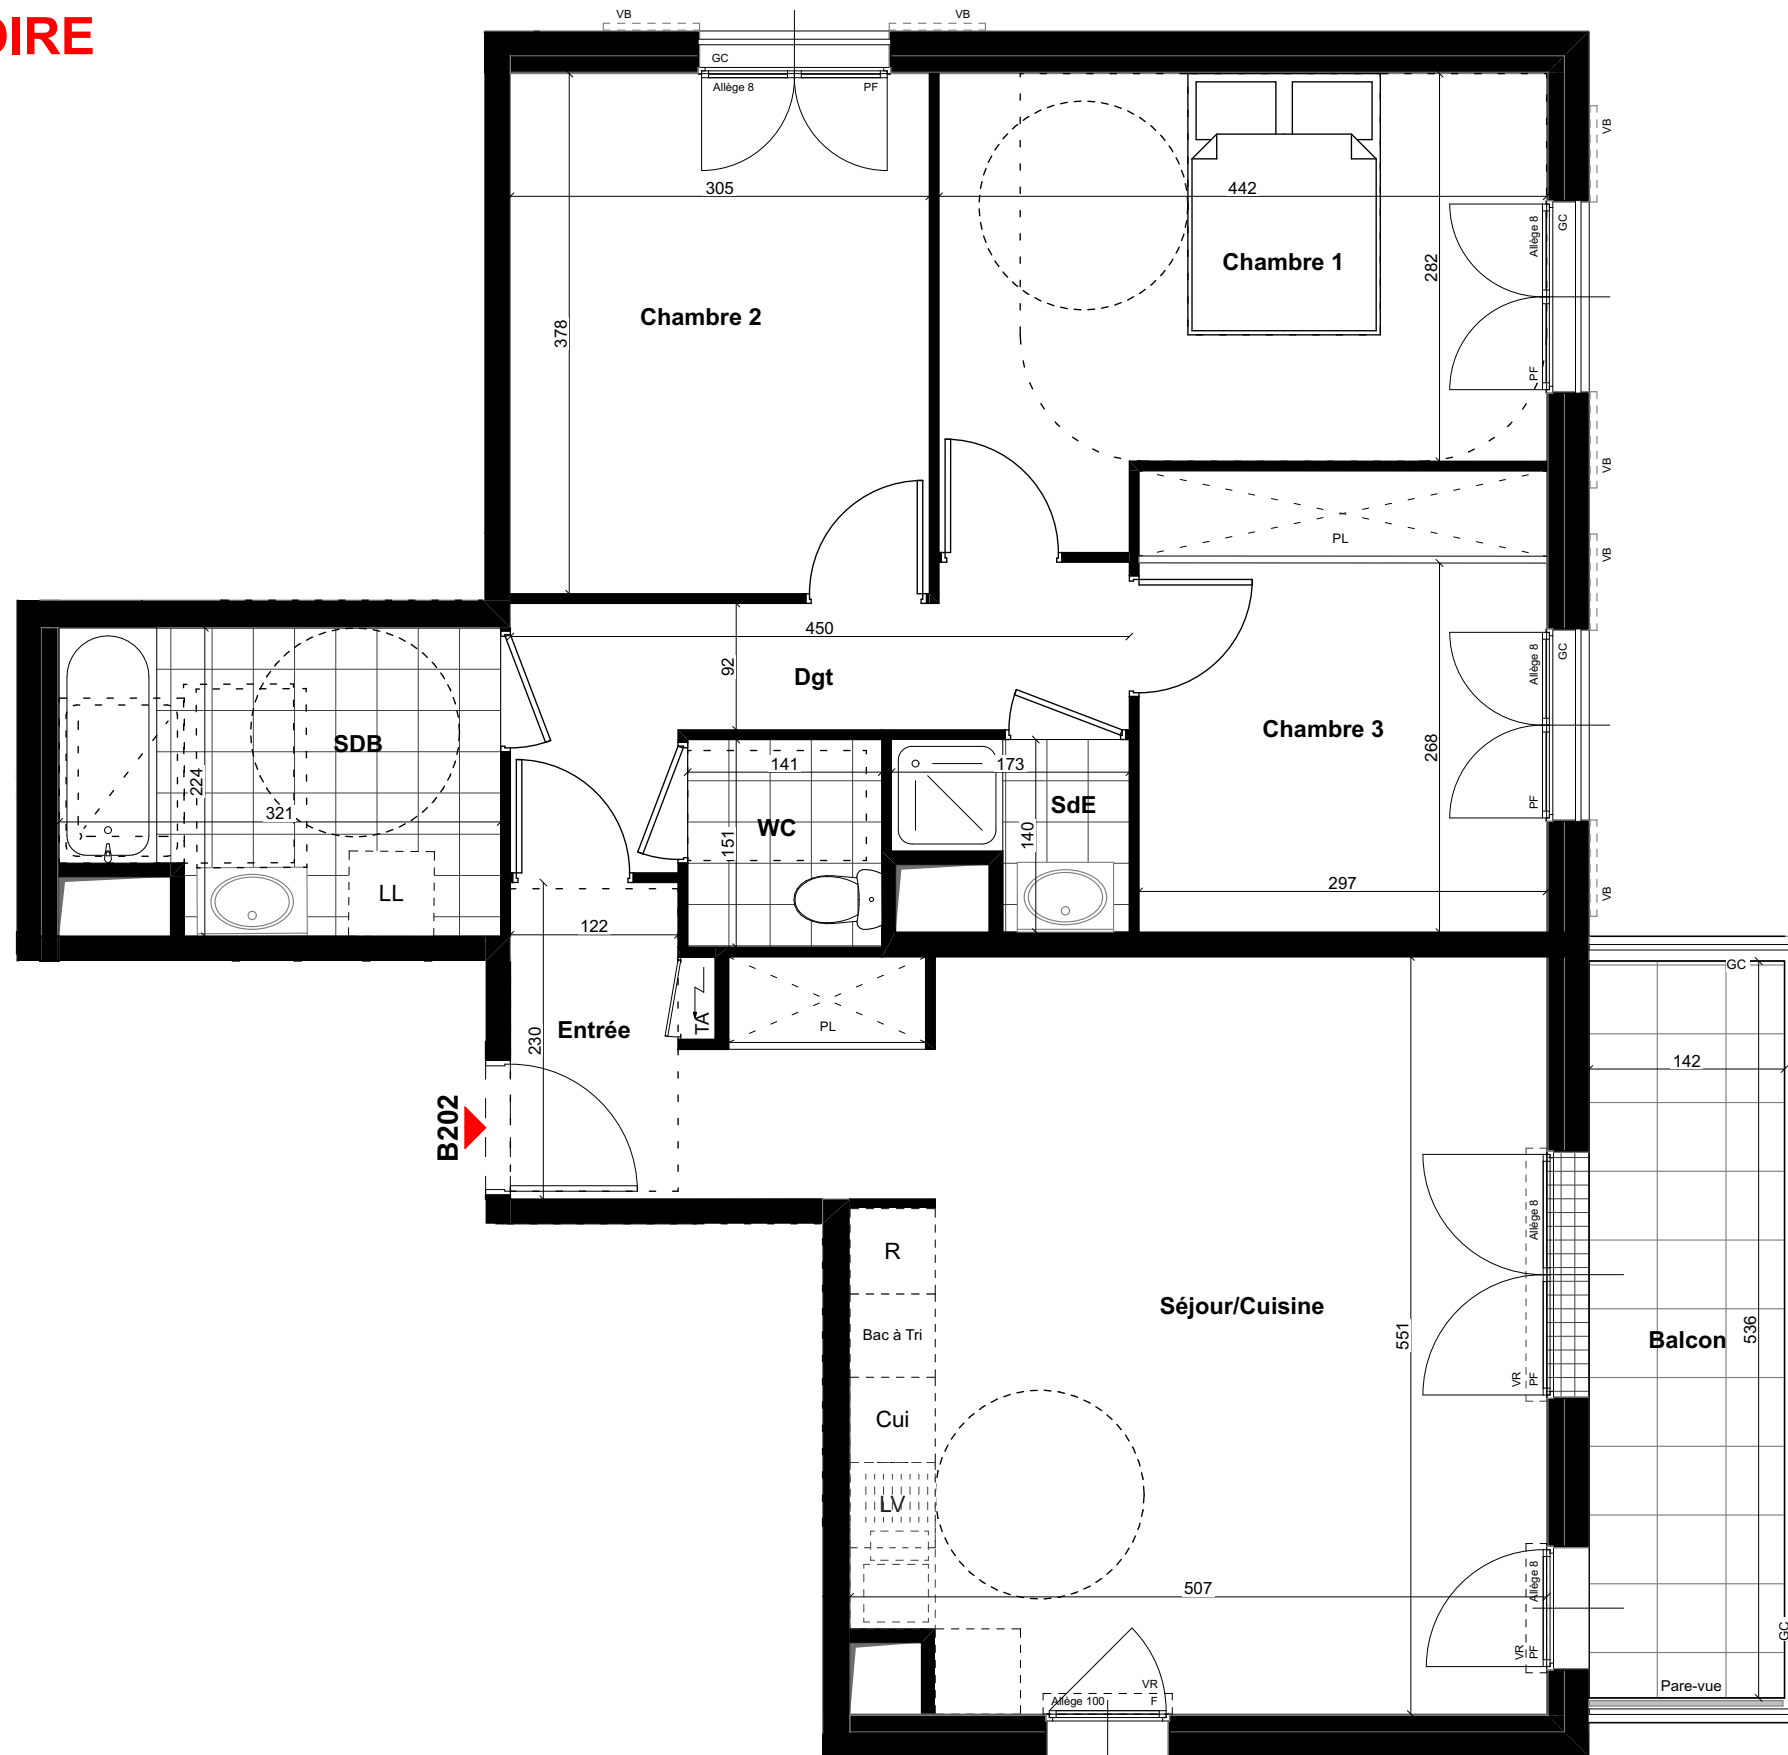 OIRE
VB
VB
GC
Allège 8
PF
VB
305
442
Allège 8
GC
Chambre 1
282
Chambre 2
378
PF
VB
PL
VB
450
92
Dgt
Allège 8
GC
Chambre 3
268
SDB
224
321
141
173
SdE
WC
151
140
PF
LL
297
VB
122
GC
Entrée
230
TA
PL
142
B202
Allège 8
R
Séjour/Cuisine
Bac à Tri
551
Balcon
536
VR
PF
Cui
LV
507
Allège 8
VR
PF
GC
VR
Allège 100
F
Pare-vue